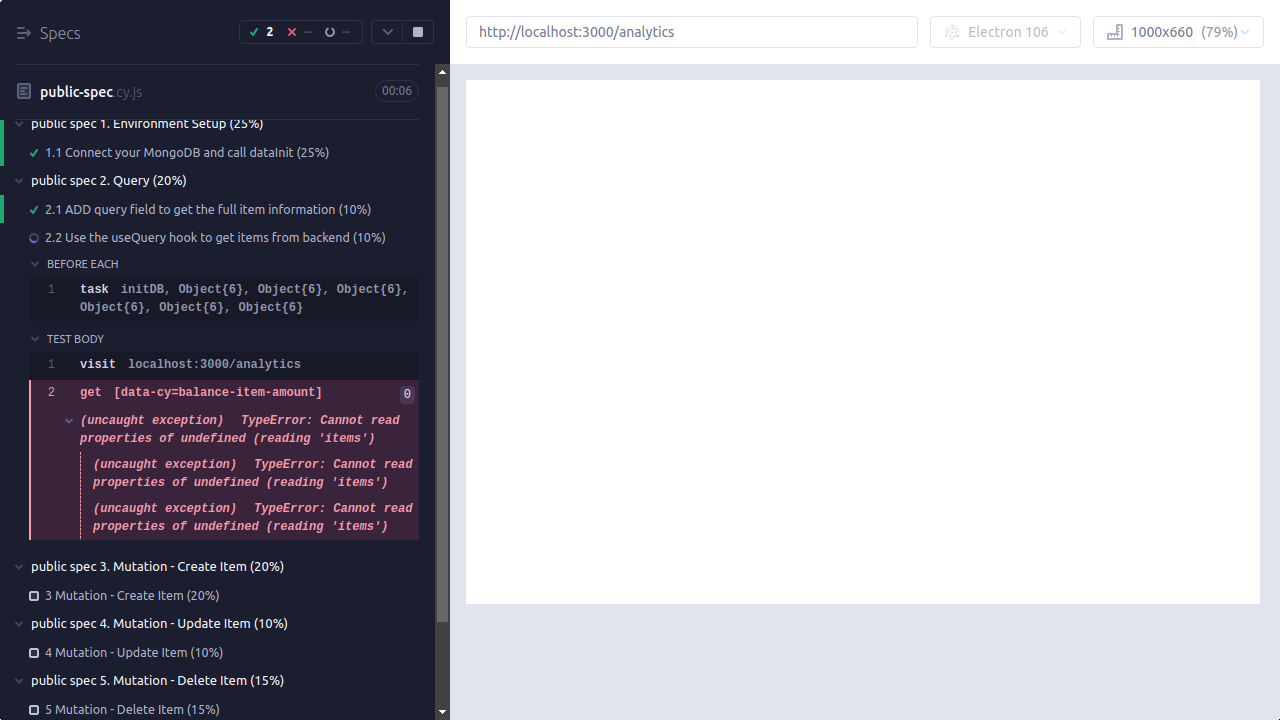 Specs
2
--
--
public-spec.cy.js
00:06
public spec 1. Environment Setup (25%)
1.1 Connect your MongoDB and call dataInit (25%)
public spec 2. Query (20%)
2.1 ADD query field to get the full item information (10%)
2.2 Use the useQuery hook to get items from backend (10%)
BEFORE EACH
1 task initDB, Object{6}, Object{6}, Object{6},
Object{6}, Object{6}, Object{6}
TEST BODY
1 visit localhost:3000/analytics
2 get [data-cy=balance-item-amount] 0
(uncaught exception) TypeError: Cannot read
properties of undefined (reading 'items')
(uncaught exception) TypeError: Cannot read
properties of undefined (reading 'items')
(uncaught exception) TypeError: Cannot read
properties of undefined (reading 'items')
public spec 3. Mutation - Create Item (20%)
3 Mutation - Create Item (20%)
public spec 4. Mutation - Update Item (10%)
4 Mutation - Update Item (10%)
public spec 5. Mutation - Delete Item (15%)
5 Mutation - Delete Item (15%)
http://localhost:3000/analytics
Electron 106
1000x660 (79%)